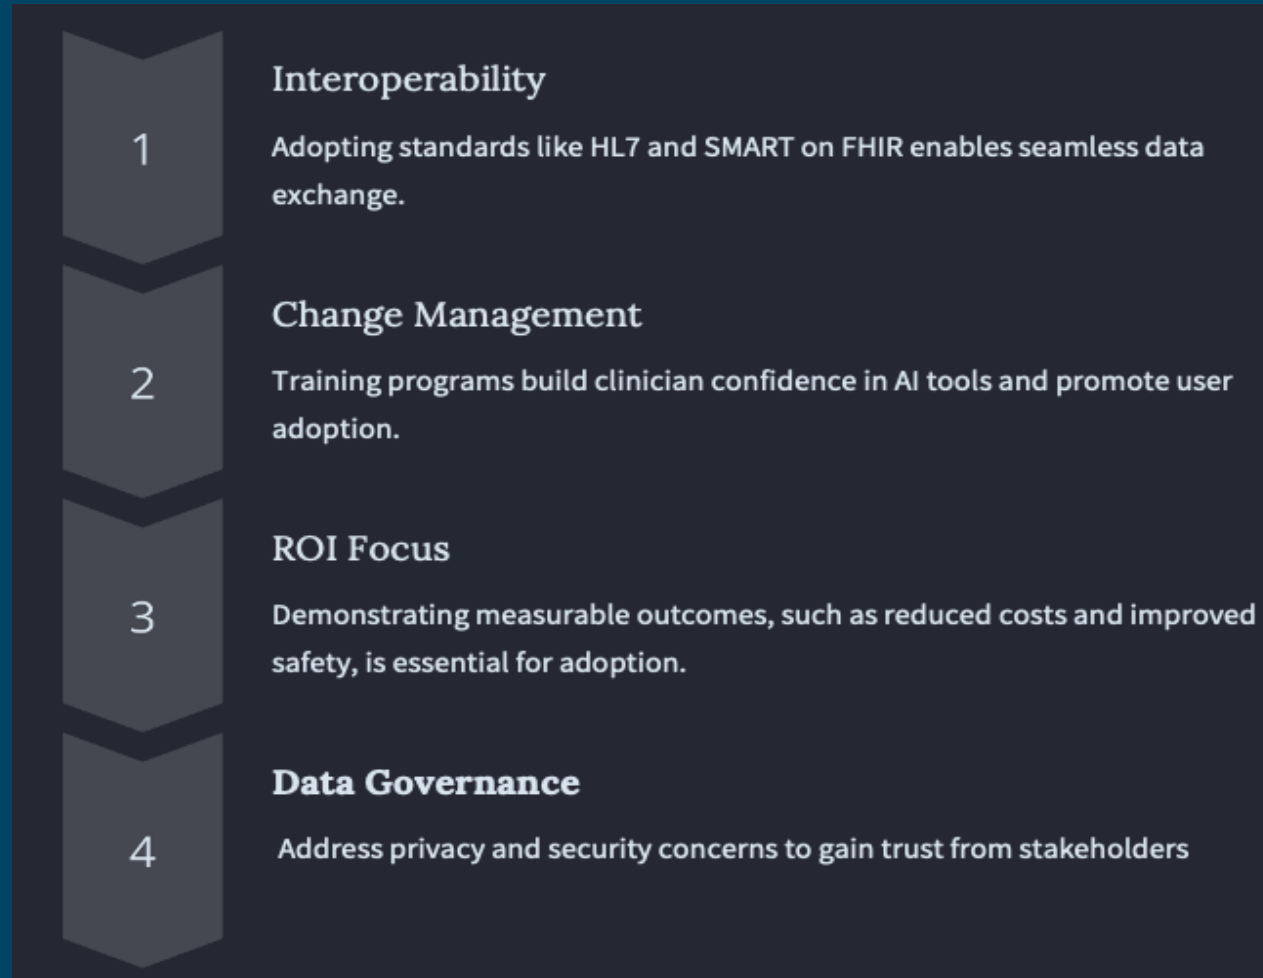 1
Interoperability
Adopting standards like HL7 and SMART on FHIR enables seamless data
exchange.
2
Change Management
Training programs build clinician confidence in AI tools and promote user
adoption.
3
ROI Focus
Demonstrating measurable outcomes, such as reduced costs and improved
safety, is essential for adoption.
4
Data Governance
Address privacy and security concerns to gain trust from stakeholders